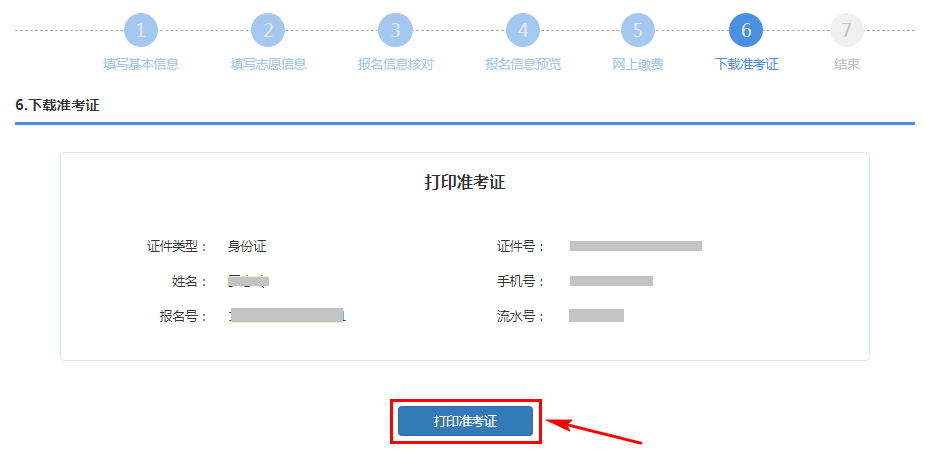 1 2 3 4 5 6 7
填写基本信息 填写志愿信息 报名信息核对 报名信息预览 网上缴费 下载准考证 结束
6.下载准考证
打印准考证
证件类型： 身份证 证件号：
姓名： 手机号：
报名号： 流水号：
打印准考证